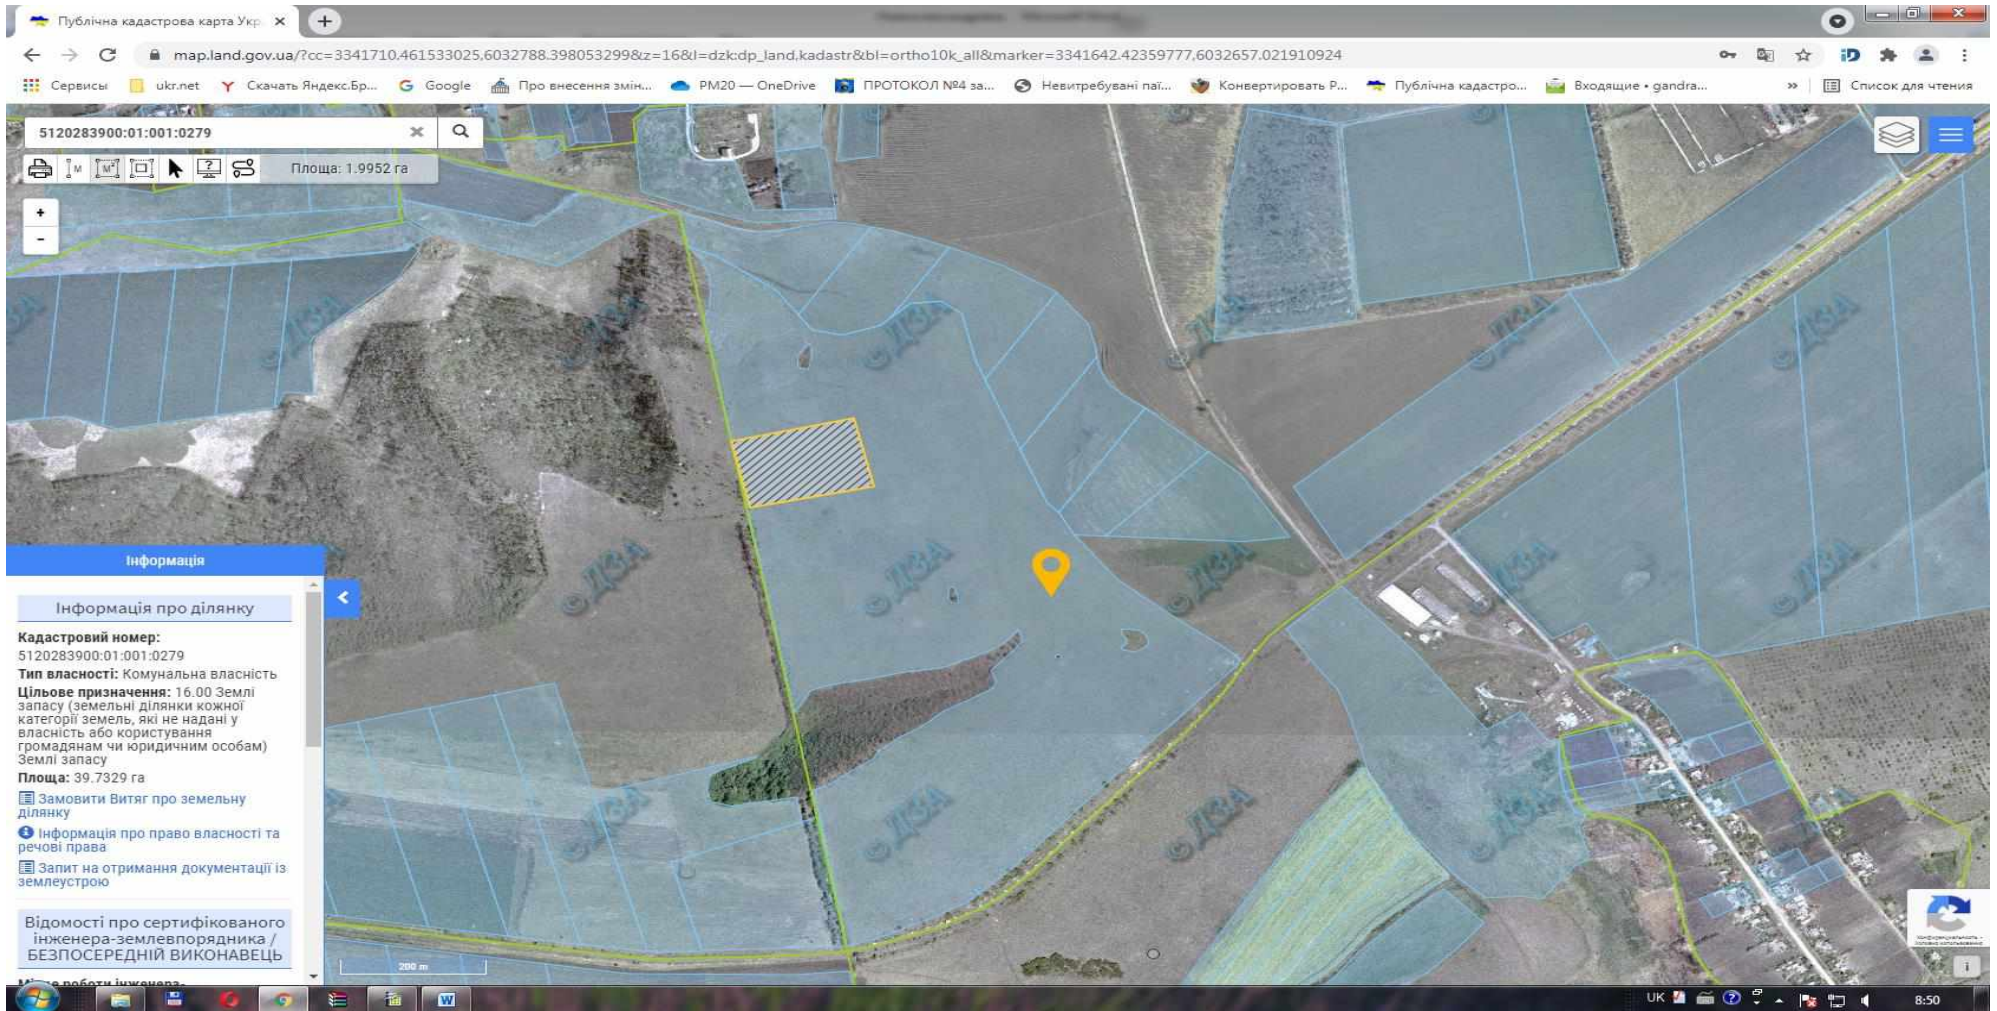 Публічна кадастрова карта Укр
map.land.gov.ua/?cc=3341710.461533025,6032788.398053299&z=16&l=dzk:dp_land,kadastr&bl=ortho10k_all&marker=3341642.42359777,6032657.021910924
Сервисы ukr.net Скачать Яндекс.Бр... Google Про внесення змін... PM20 — OneDrive ПРОТОКОЛ №4 за... Невитребувані паї... Конвертировать Р... Публічна кадастро... Входящие • gandra... » Список для чтения
5120283900:01:001:0279
Площа: 1.9952 га
+
-
© ДЗА
Інформація
Інформація про ділянку
Кадастровий номер:
5120283900:01:001:0279
Тип власності: Комунальна власність
Цільове призначення: 16.00 Землі
запасу (земельні ділянки кожної
категорії земель, які не надані у
власність або користування
громадянам чи юридичним особам)
Землі запасу
Площа: 39.7329 га
Замовити Витяг про земельну
ділянку
Інформація про право власності та
речові права
Запит на отримання документації із
землеустрою
Відомості про сертифікованого
інженера-землевпорядника /
БЕЗПОСЕРЕДНІЙ ВИКОНАВЕЦЬ
200 m
UK
8:50